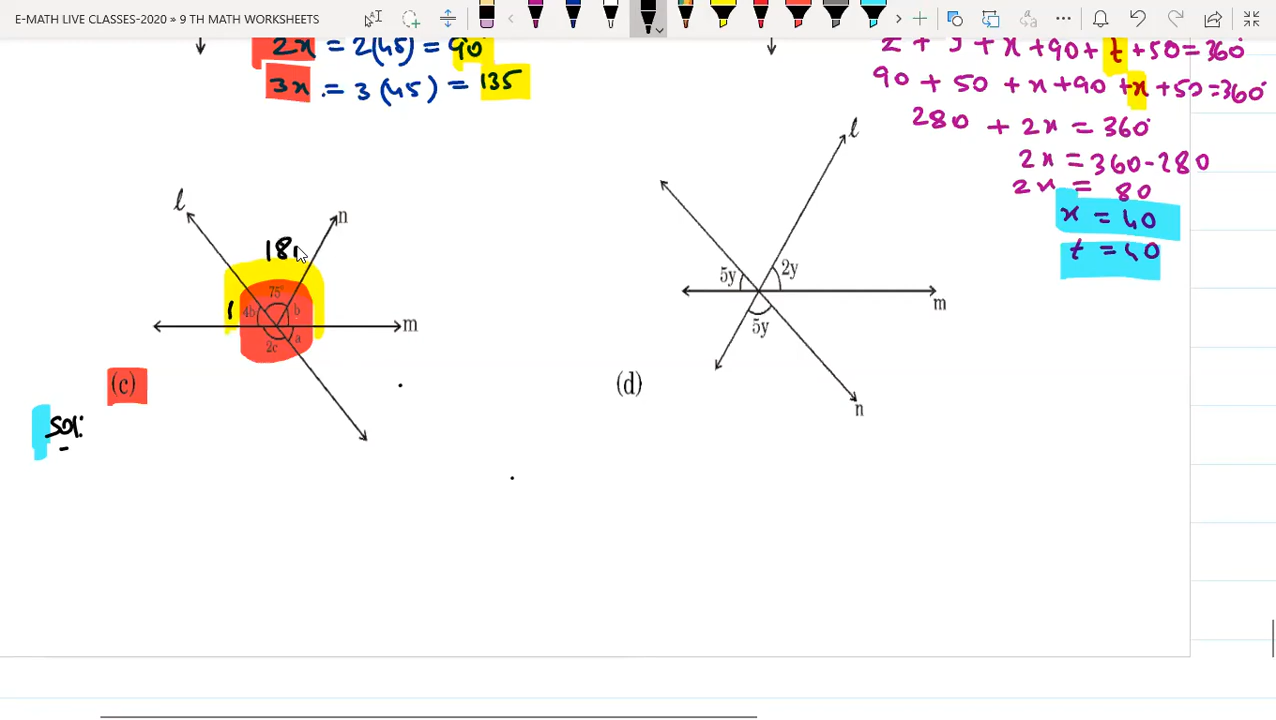 E-MATH LIVE CLASSES-2020 » 9 TH MATH WORKSHEETS
2x = 2(45) = 90°
3x = 3(45) = 135
z + y + x +90+ t +50=360°
90 + 50 + x +90 +x +50=360°
280 + 2x = 360°
2x = 360-280
2x = 80
x = 40
t = 40
l
n
18
75°
4b
b
m
2c
a
(c)
l
5y
2y
m
5y
n
(d)
Sol: